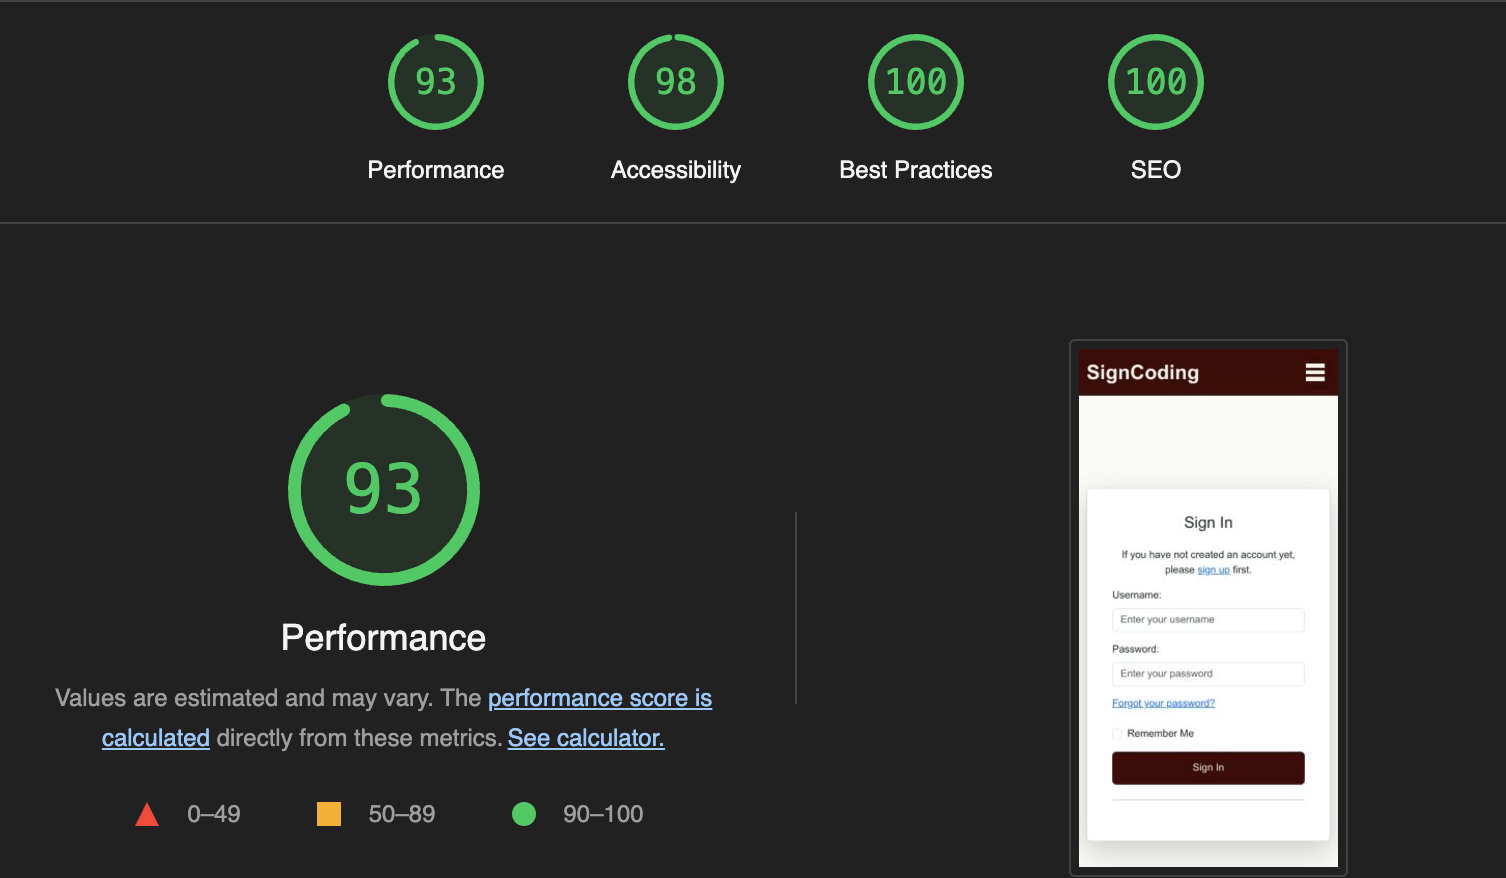 93
98
100
100
Performance
Accessibility
Best Practices
SEO
93
Performance
Values are estimated and may vary. The performance score is
calculated directly from these metrics. See calculator.
0–49
50–89
90–100
SignCoding
Sign In
If you have not created an account yet,
please sign up first.
Username:
Enter your username
Password:
Enter your password
Forgot your password?
Remember Me
Sign In